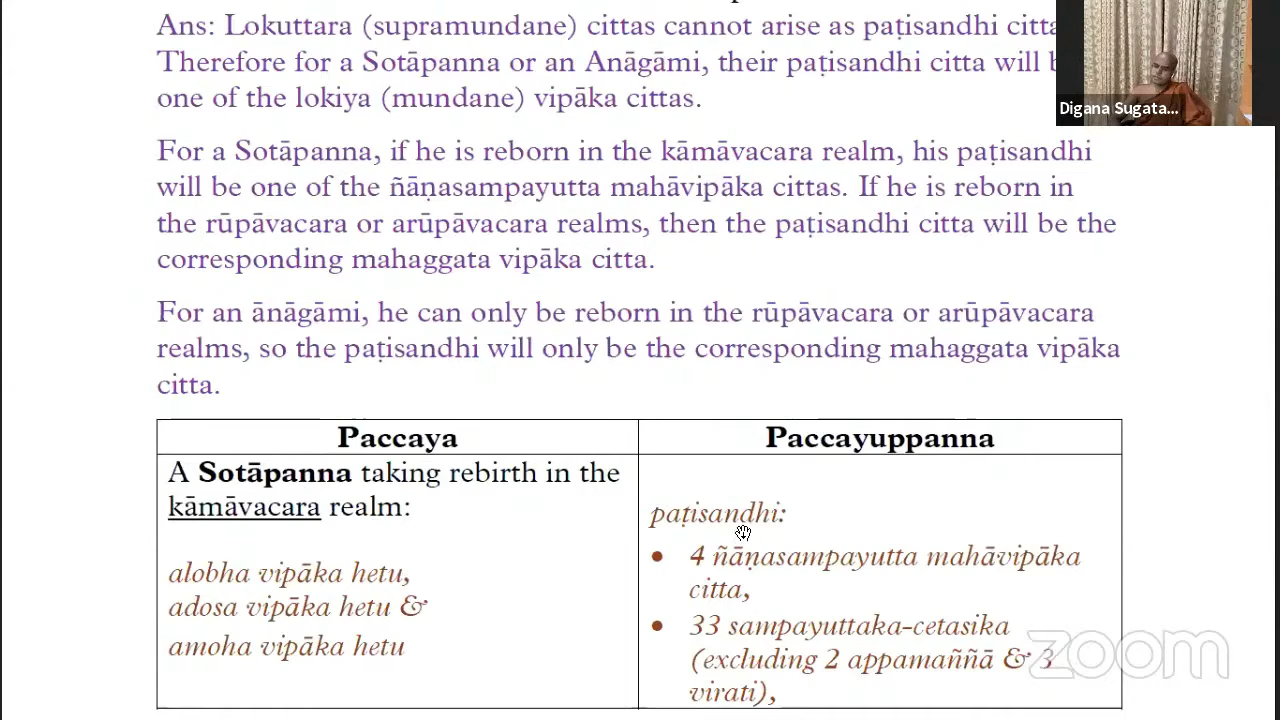 Ans: Lokuttara (supramundane) cittas cannot arise as paṭisandhi citta
Therefore for a Sotāpanna or an Anāgāmi, their paṭisandhi citta will
one of the lokiya (mundane) vipāka cittas.
For a Sotāpanna, if he is reborn in the kāmāvacara realm, his paṭisandhi
will be one of the ñāṇasampayutta mahāvipāka cittas. If he is reborn in
the rūpāvacara or arūpāvacara realms, then the paṭisandhi citta will be the
corresponding mahaggata vipāka citta.
For an ānāgāmi, he can only be reborn in the rūpāvacara or arūpāvacara
realms, so the paṭisandhi will only be the corresponding mahaggata vipāka
citta.
Paccaya
A Sotāpanna taking rebirth in the
kāmāvacara realm:
alobha vipāka hetu,
adosa vipāka hetu &
amoha vipāka hetu
Paccayuppanna
paṭisandhi:
• 4 ñāṇasampayutta mahāvipāka
citta,
• 33 sampayuttaka-cetasika
(excluding 2 appamaññā & 3
virati),
Digana Sugata...
zoom